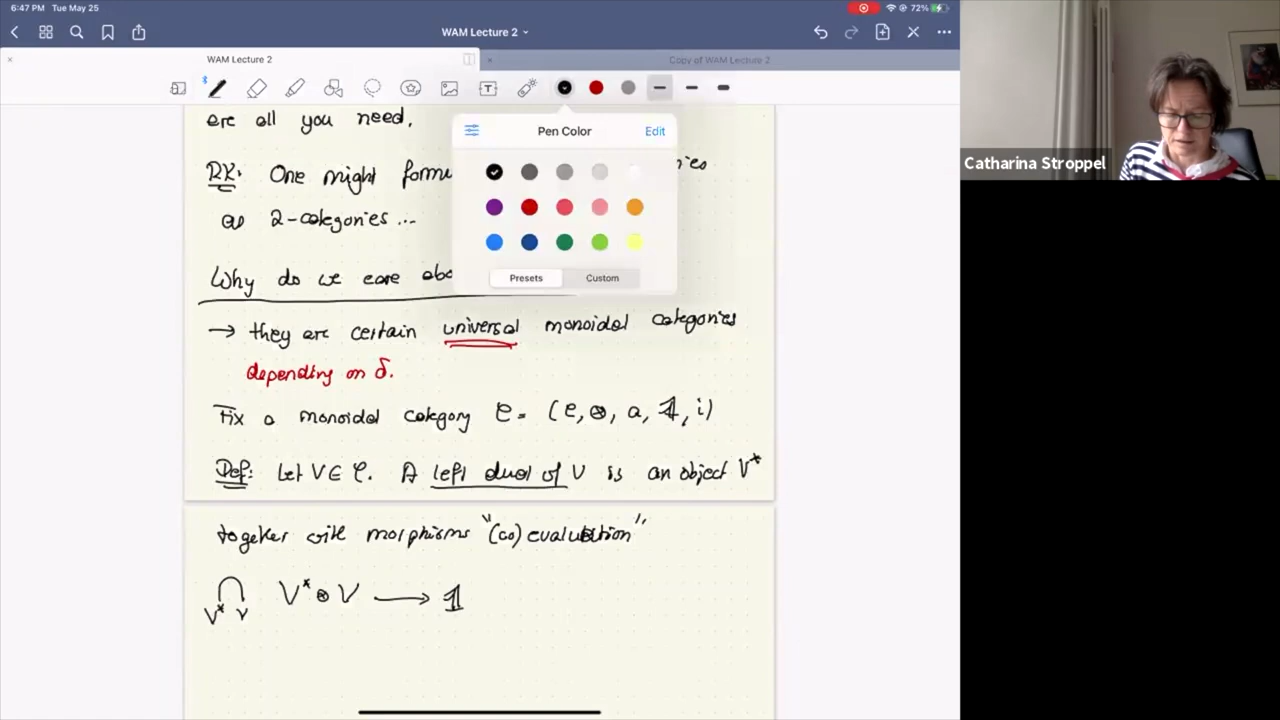 6:47 PM Tue May 25
72%
WAM Lecture 2
WAM Lecture 2
Copy of WAM Lecture 2
T
are all you need,
Pen Color
Edit
RK: One might formu
as 2-categories ...
Why do we care abo
Presets
Custom
→ they are certain universal monoidal categories
depending on δ.
Fix a monoidal category C = (C, ⊗, a, 𝟙, i)
Def: Let V ∈ C. A left dual of V is an object V*
together with morphisms "(co)evaluation"
V* V V* ⊗ V ⟶ 𝟙
Catharina Stroppel